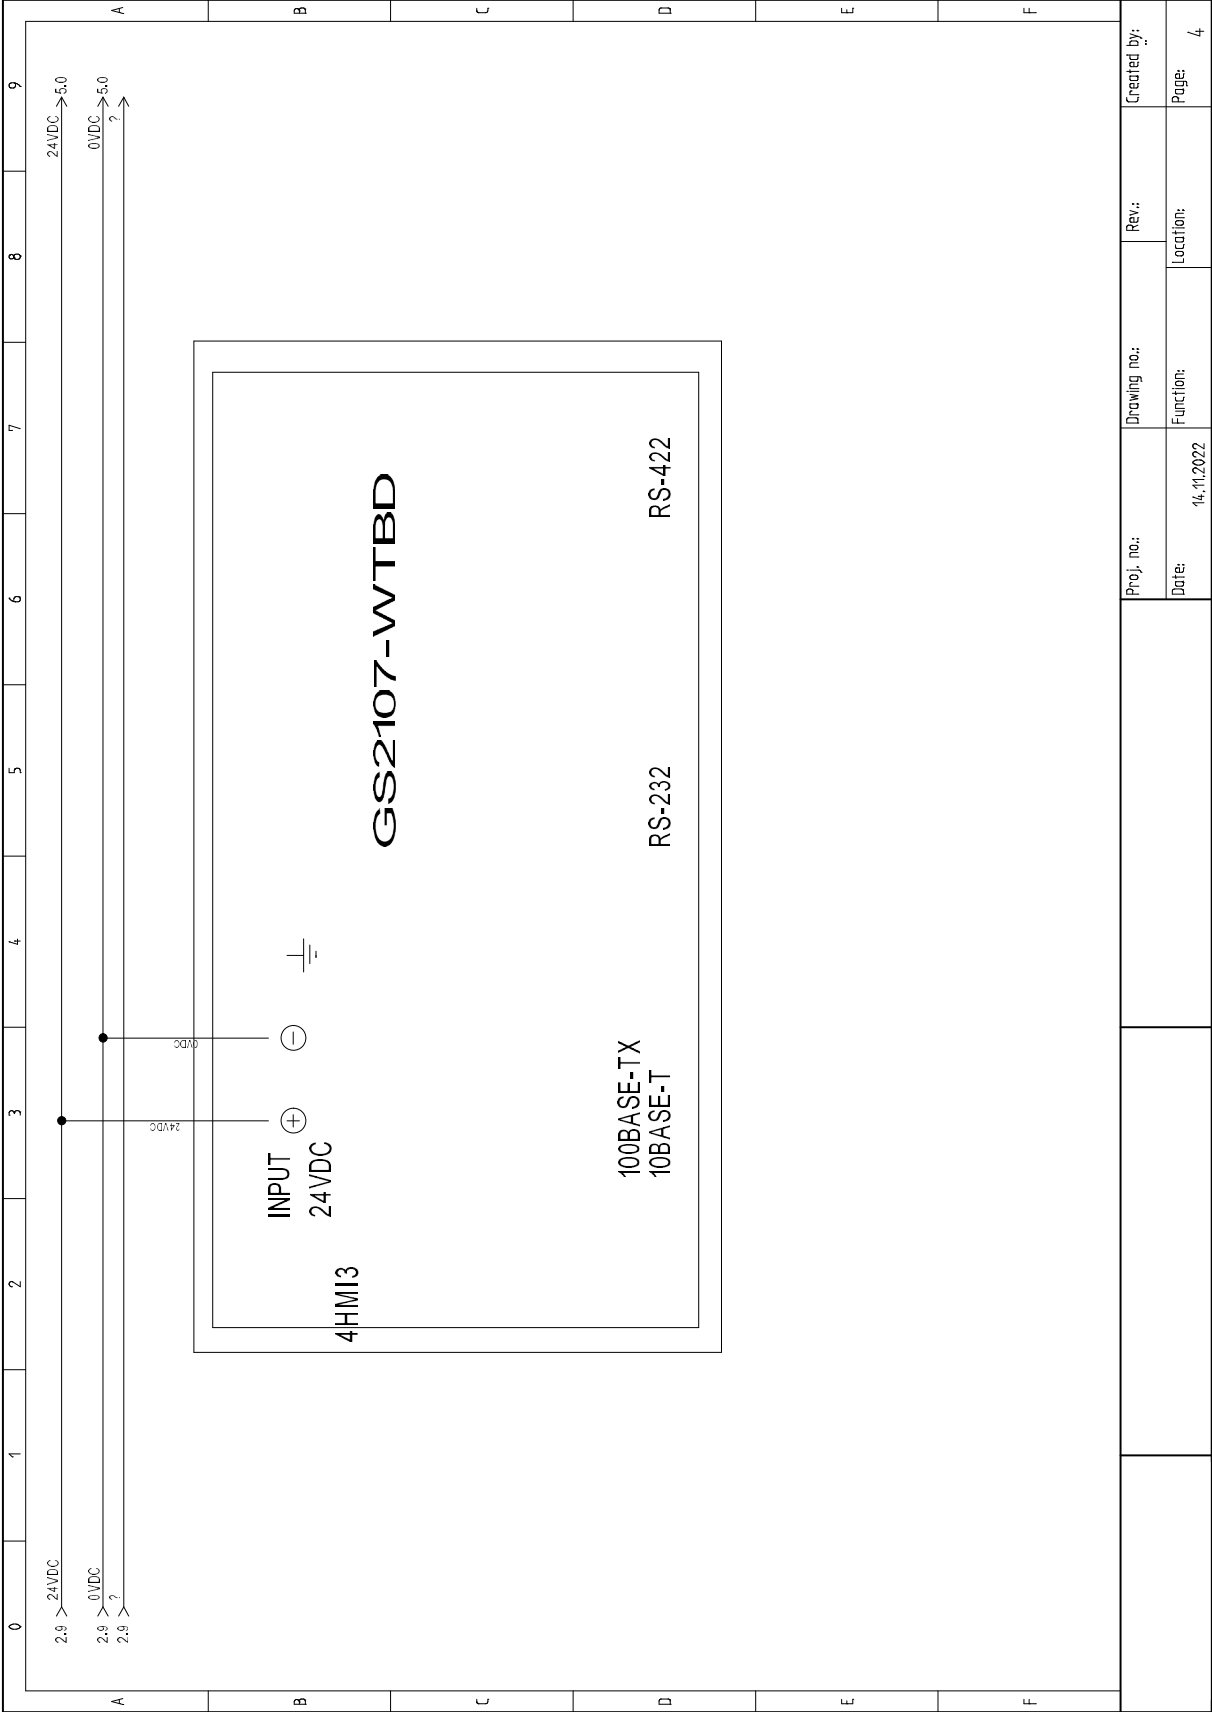 0 1 2 3 4 5 6 7 8 9
A A
24VDC 24VDC
2.9 5.0
0VDC 0VDC
2.9 5.0
? ?
2.9
24VDC
0VDC
B B
INPUT
24VDC
4HMI3
GS2107-WTBD
C C
100BASE-TX
10BASE-T
RS-232
RS-422
D D
E E
F F
Proj. no.: Drawing no.: Rev.: Created by:
Date: 14.11.2022 Function: Location: Page: 4